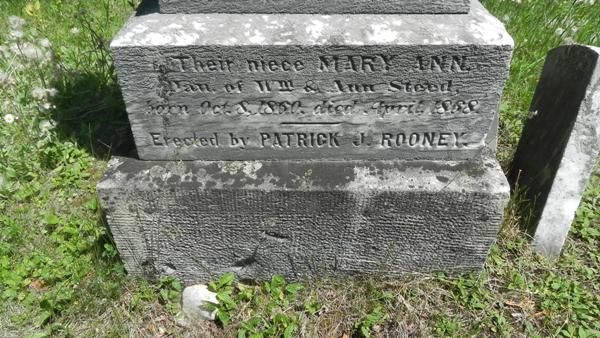 Their niece MARY ANN.
Dau. of Wm & Ann Steed,
born Oct. 8, 1860, died April, 1868.
Erected by PATRICK J. ROONEY.